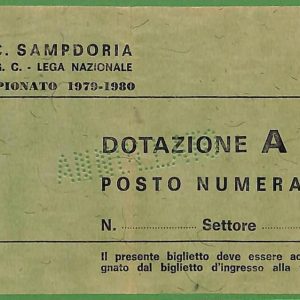 C. SAMPDORIA
G. C. - LEGA NAZIONALE
PIONATO 1979-1980
DOTAZIONE A
ANNULLATO
POSTO NUMERA
N. Settore
Il presente biglietto deve essere ac
gnato dal biglietto d'ingresso alla